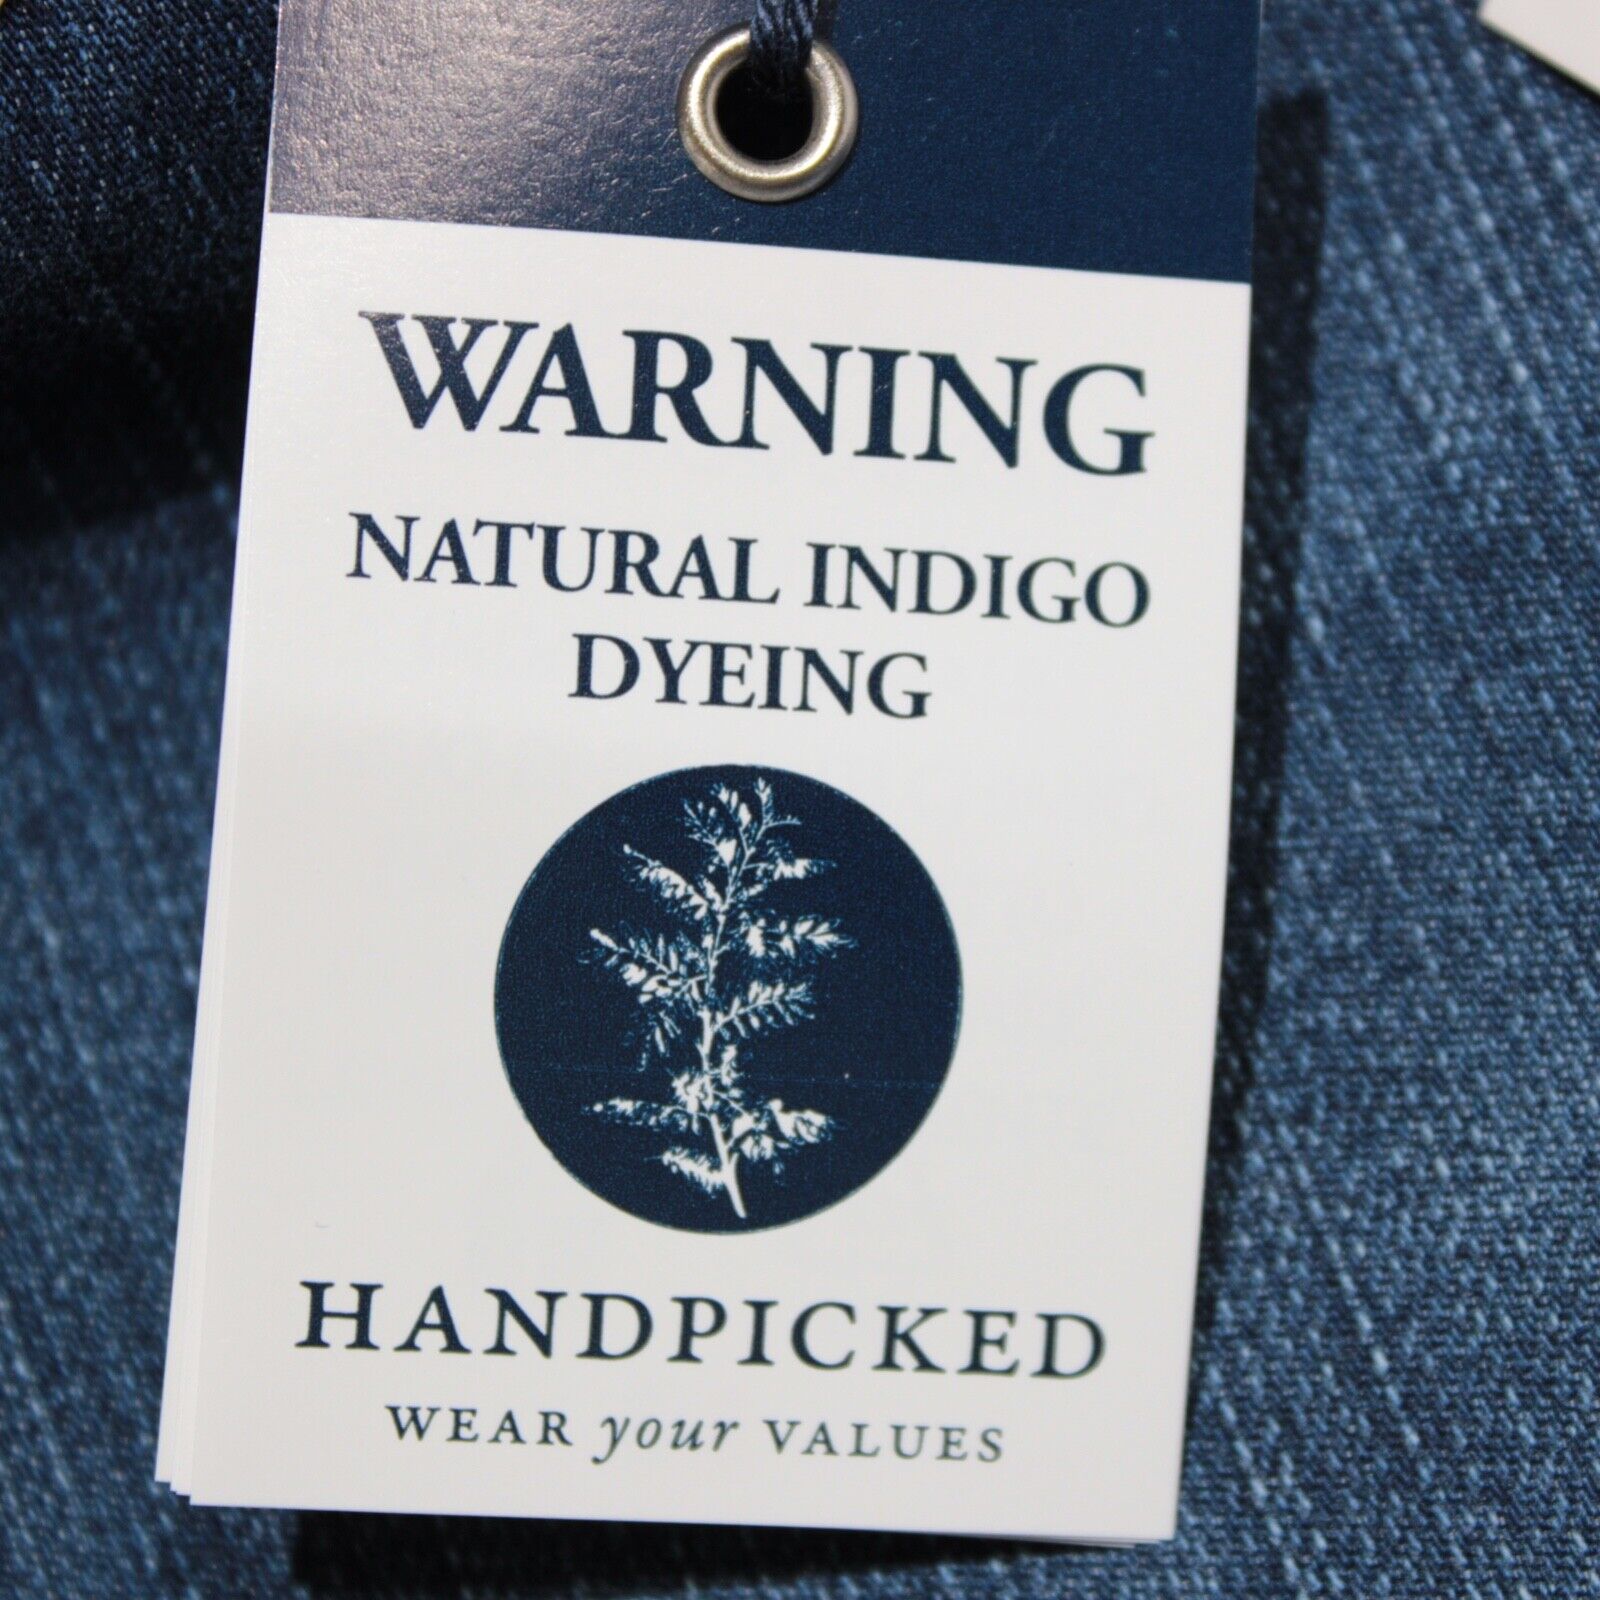 WARNING
NATURAL INDIGO
DYEING
HANDPICKED
WEAR your VALUES